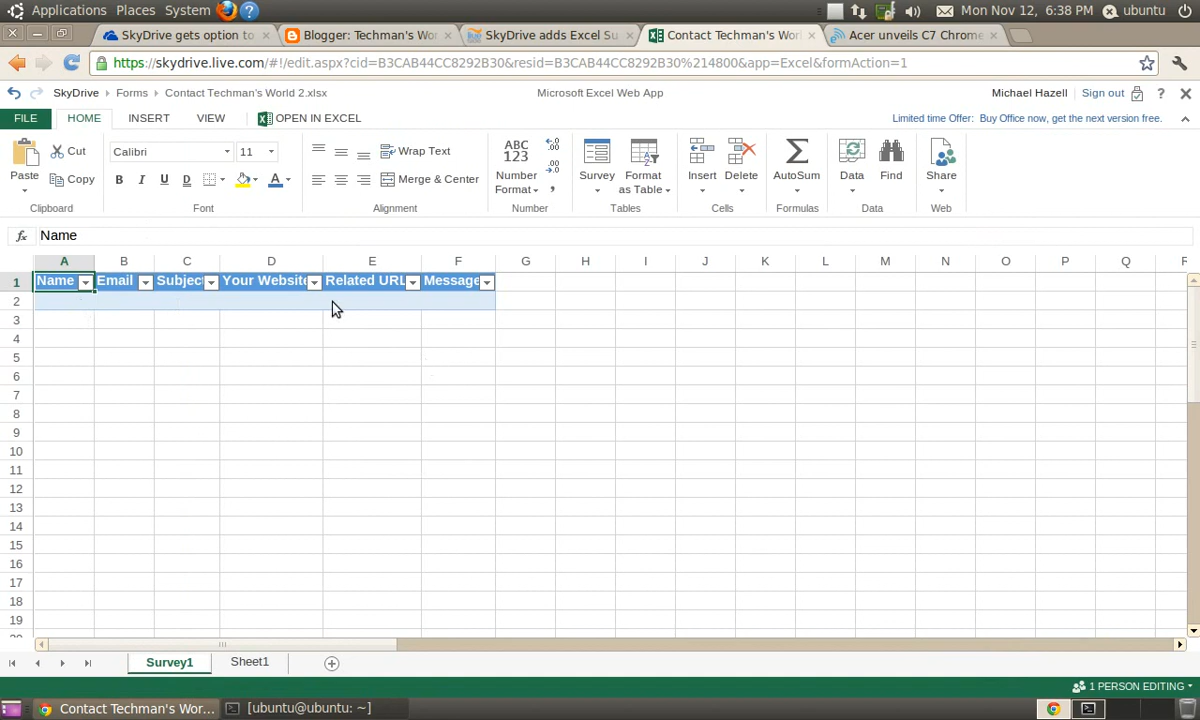 Applications Places System Mon Nov 12, 6:38 PM ubuntu
SkyDrive gets option to Blogger: Techman's Wor SkyDrive adds Excel Su Contact Techman's Worl Acer unveils C7 Chrome
https://skydrive.live.com/#!/edit.aspx?cid=B3CAB44CC8292B30&resid=B3CAB44CC8292B30%214800&app=Excel&formAction=1
SkyDrive Forms Contact Techman's World 2.xlsx Microsoft Excel Web App Michael Hazell Sign out ?
FILE HOME INSERT VIEW OPEN IN EXCEL Limited time Offer: Buy Office now, get the next version free.
Paste Cut Copy Calibri 11 B I U D Wrap Text Merge & Center ABC 123 Number Format Survey Format as Table Insert Delete AutoSum Data Find Share
Clipboard Font Alignment Number Tables Cells Formulas Data Web
fx Name
A B C D E F G H I J K L M N O P Q R
1 Name Email Subjec Your Website Related URL Message
2
3
4
5
6
7
8
9
10
11
12
13
14
15
16
17
18
19
Survey1 Sheet1
1 PERSON EDITING
Contact Techman's Wor... [ubuntu@ubuntu: ~]